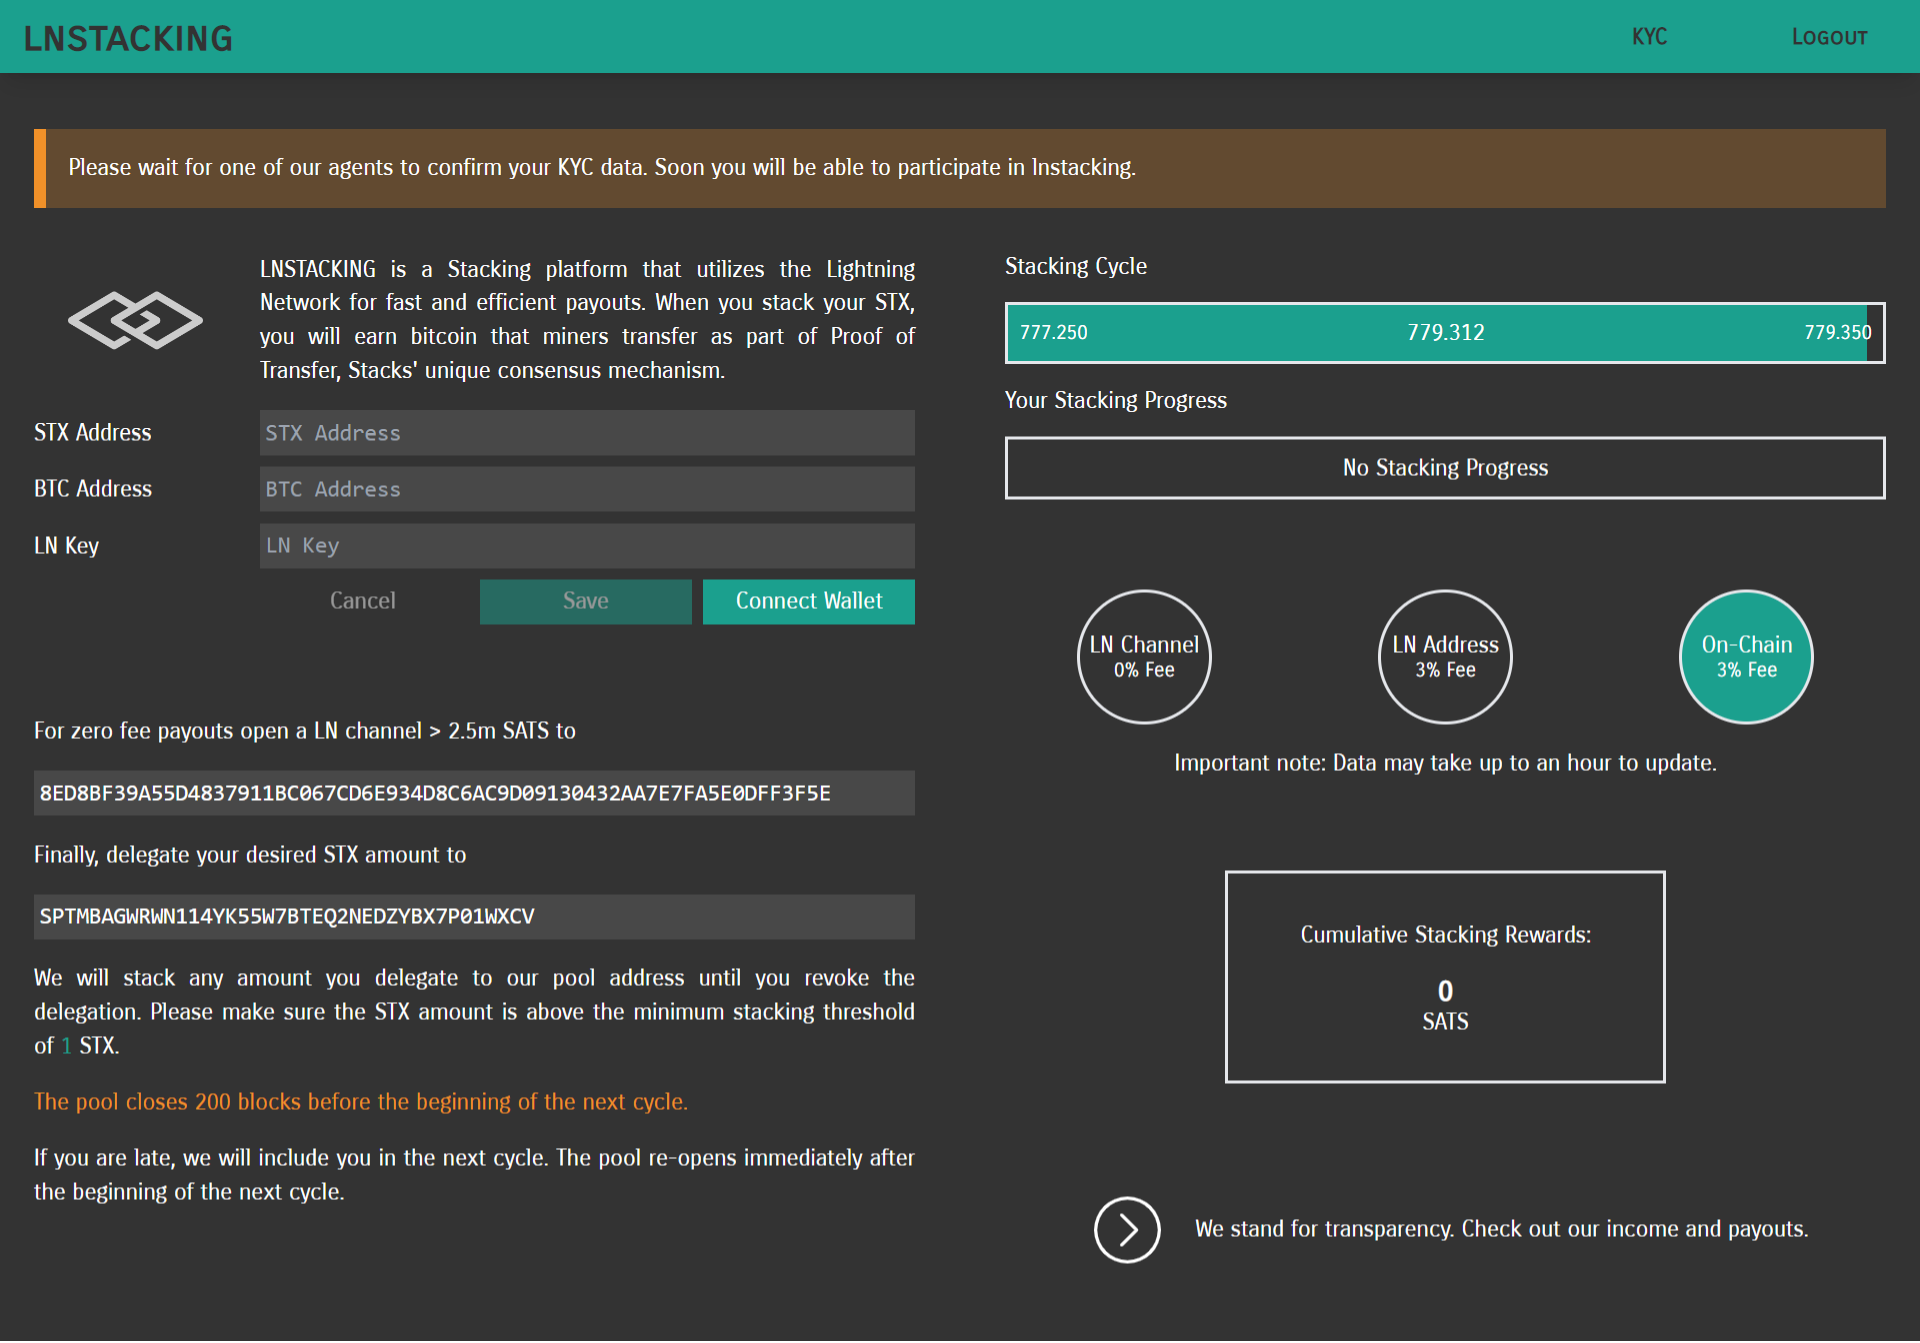 LNSTACKING
KYC
Logout
Please wait for one of our agents to confirm your KYC data. Soon you will be able to participate in lnstacking.
LNSTACKING is a Stacking platform that utilizes the Lightning
Network for fast and efficient payouts. When you stack your STX,
you will earn bitcoin that miners transfer as part of Proof of
Transfer, Stacks' unique consensus mechanism.
STX Address
STX Address
BTC Address
BTC Address
LN Key
LN Key
Cancel
Save
Connect Wallet
For zero fee payouts open a LN channel > 2.5m SATS to
8ED8BF39A55D4837911BC067CD6E934D8C6AC9D09130432AA7E7FA5E0DFF3F5E
Finally, delegate your desired STX amount to
SPTMBAGWRWN114YK55W7BTEQ2NEDZYBX7P01WXCV
We will stack any amount you delegate to our pool address until you revoke the
delegation. Please make sure the STX amount is above the minimum stacking threshold
of 1 STX.
The pool closes 200 blocks before the beginning of the next cycle.
If you are late, we will include you in the next cycle. The pool re-opens immediately after
the beginning of the next cycle.
Stacking Cycle
777.250
779.312
779.350
Your Stacking Progress
No Stacking Progress
LN Channel
0% Fee
LN Address
3% Fee
On-Chain
3% Fee
Important note: Data may take up to an hour to update.
Cumulative Stacking Rewards:
0
SATS
We stand for transparency. Check out our income and payouts.